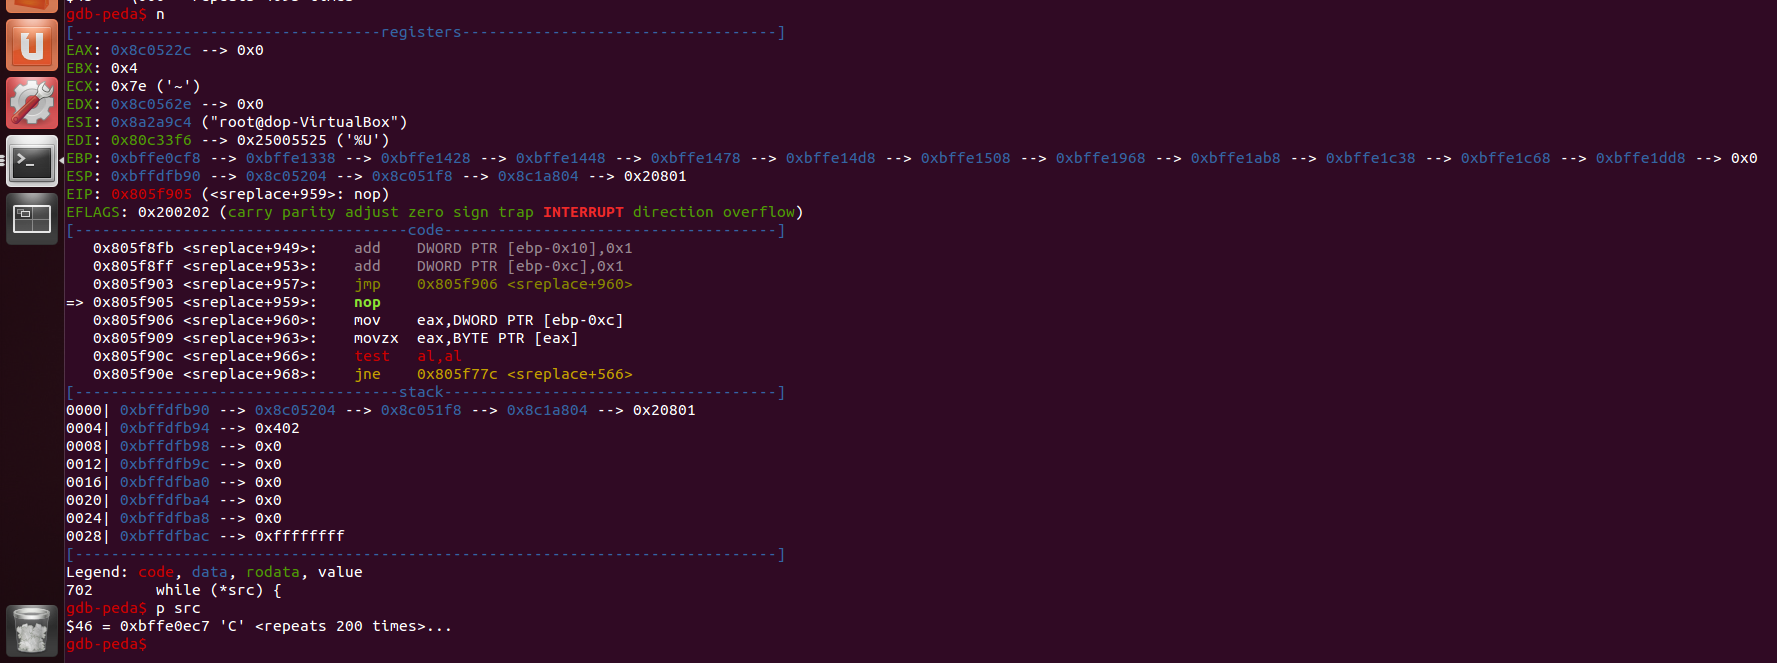 gdb-peda$ n
[----------------------------------registers-----------------------------------]
EAX: 0x8c0522c --> 0x0
EBX: 0x4
ECX: 0x7e ('~')
EDX: 0x8c0562e --> 0x0
ESI: 0x8a2a9c4 ("root@dop-VirtualBox")
EDI: 0x80c33f6 --> 0x25005525 ('%U')
EBP: 0xbffe0cf8 --> 0xbffe1338 --> 0xbffe1428 --> 0xbffe1448 --> 0xbffe1478 --> 0xbffe14d8 --> 0xbffe1508 --> 0xbffe1968 --> 0xbffe1ab8 --> 0xbffe1c38 --> 0xbffe1c68 --> 0xbffe1dd8 --> 0x0
ESP: 0xbffdfb90 --> 0x8c05204 --> 0x8c051f8 --> 0x8c1a804 --> 0x20801
EIP: 0x805f905 (<sreplace+959>: nop)
EFLAGS: 0x200202 (carry parity adjust zero sign trap INTERRUPT direction overflow)
[-------------------------------------code-------------------------------------]
   0x805f8fb <sreplace+949>:    add    DWORD PTR [ebp-0x10],0x1
   0x805f8ff <sreplace+953>:    add    DWORD PTR [ebp-0xc],0x1
   0x805f903 <sreplace+957>:    jmp    0x805f906 <sreplace+960>
=> 0x805f905 <sreplace+959>:    nop
   0x805f906 <sreplace+960>:    mov    eax,DWORD PTR [ebp-0xc]
   0x805f909 <sreplace+963>:    movzx  eax,BYTE PTR [eax]
   0x805f90c <sreplace+966>:    test   al,al
   0x805f90e <sreplace+968>:    jne    0x805f77c <sreplace+566>
[------------------------------------stack-------------------------------------]
0000| 0xbffdfb90 --> 0x8c05204 --> 0x8c051f8 --> 0x8c1a804 --> 0x20801
0004| 0xbffdfb94 --> 0x402
0008| 0xbffdfb98 --> 0x0
0012| 0xbffdfb9c --> 0x0
0016| 0xbffdfba0 --> 0x0
0020| 0xbffdfba4 --> 0x0
0024| 0xbffdfba8 --> 0x0
0028| 0xbffdfbac --> 0xffffffff
[------------------------------------------------------------------------------]
Legend: code, data, rodata, value
702       while (*src) {
gdb-peda$ p src
$46 = 0xbffe0ec7 'C' <repeats 200 times>...
gdb-peda$